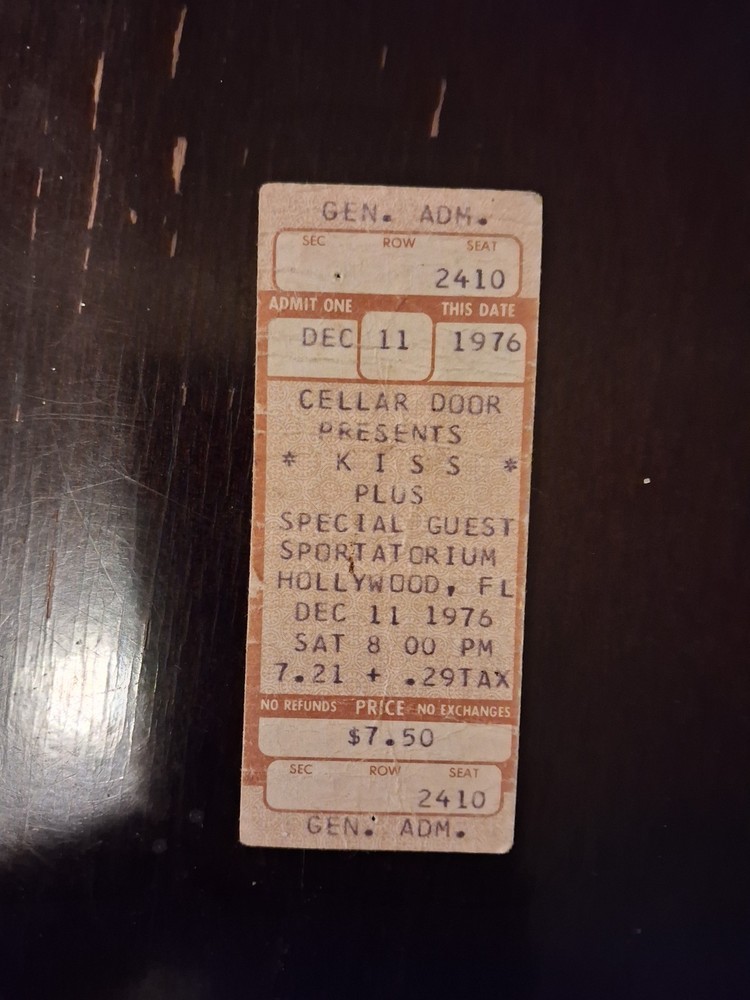 GEN. ADM.
SEC ROW SEAT
2410
ADMIT ONE THIS DATE
DEC 11 1976
CELLAR DOOR
PRESENTS
* K I S S *
PLUS
SPECIAL GUEST
SPORTATORIUM
HOLLYWOOD, FL
DEC 11 1976
SAT 8 00 PM
7.21 + .29TAX
NO REFUNDS PRICE NO EXCHANGES
$7.50
SEC ROW SEAT
2410
GEN. ADM.